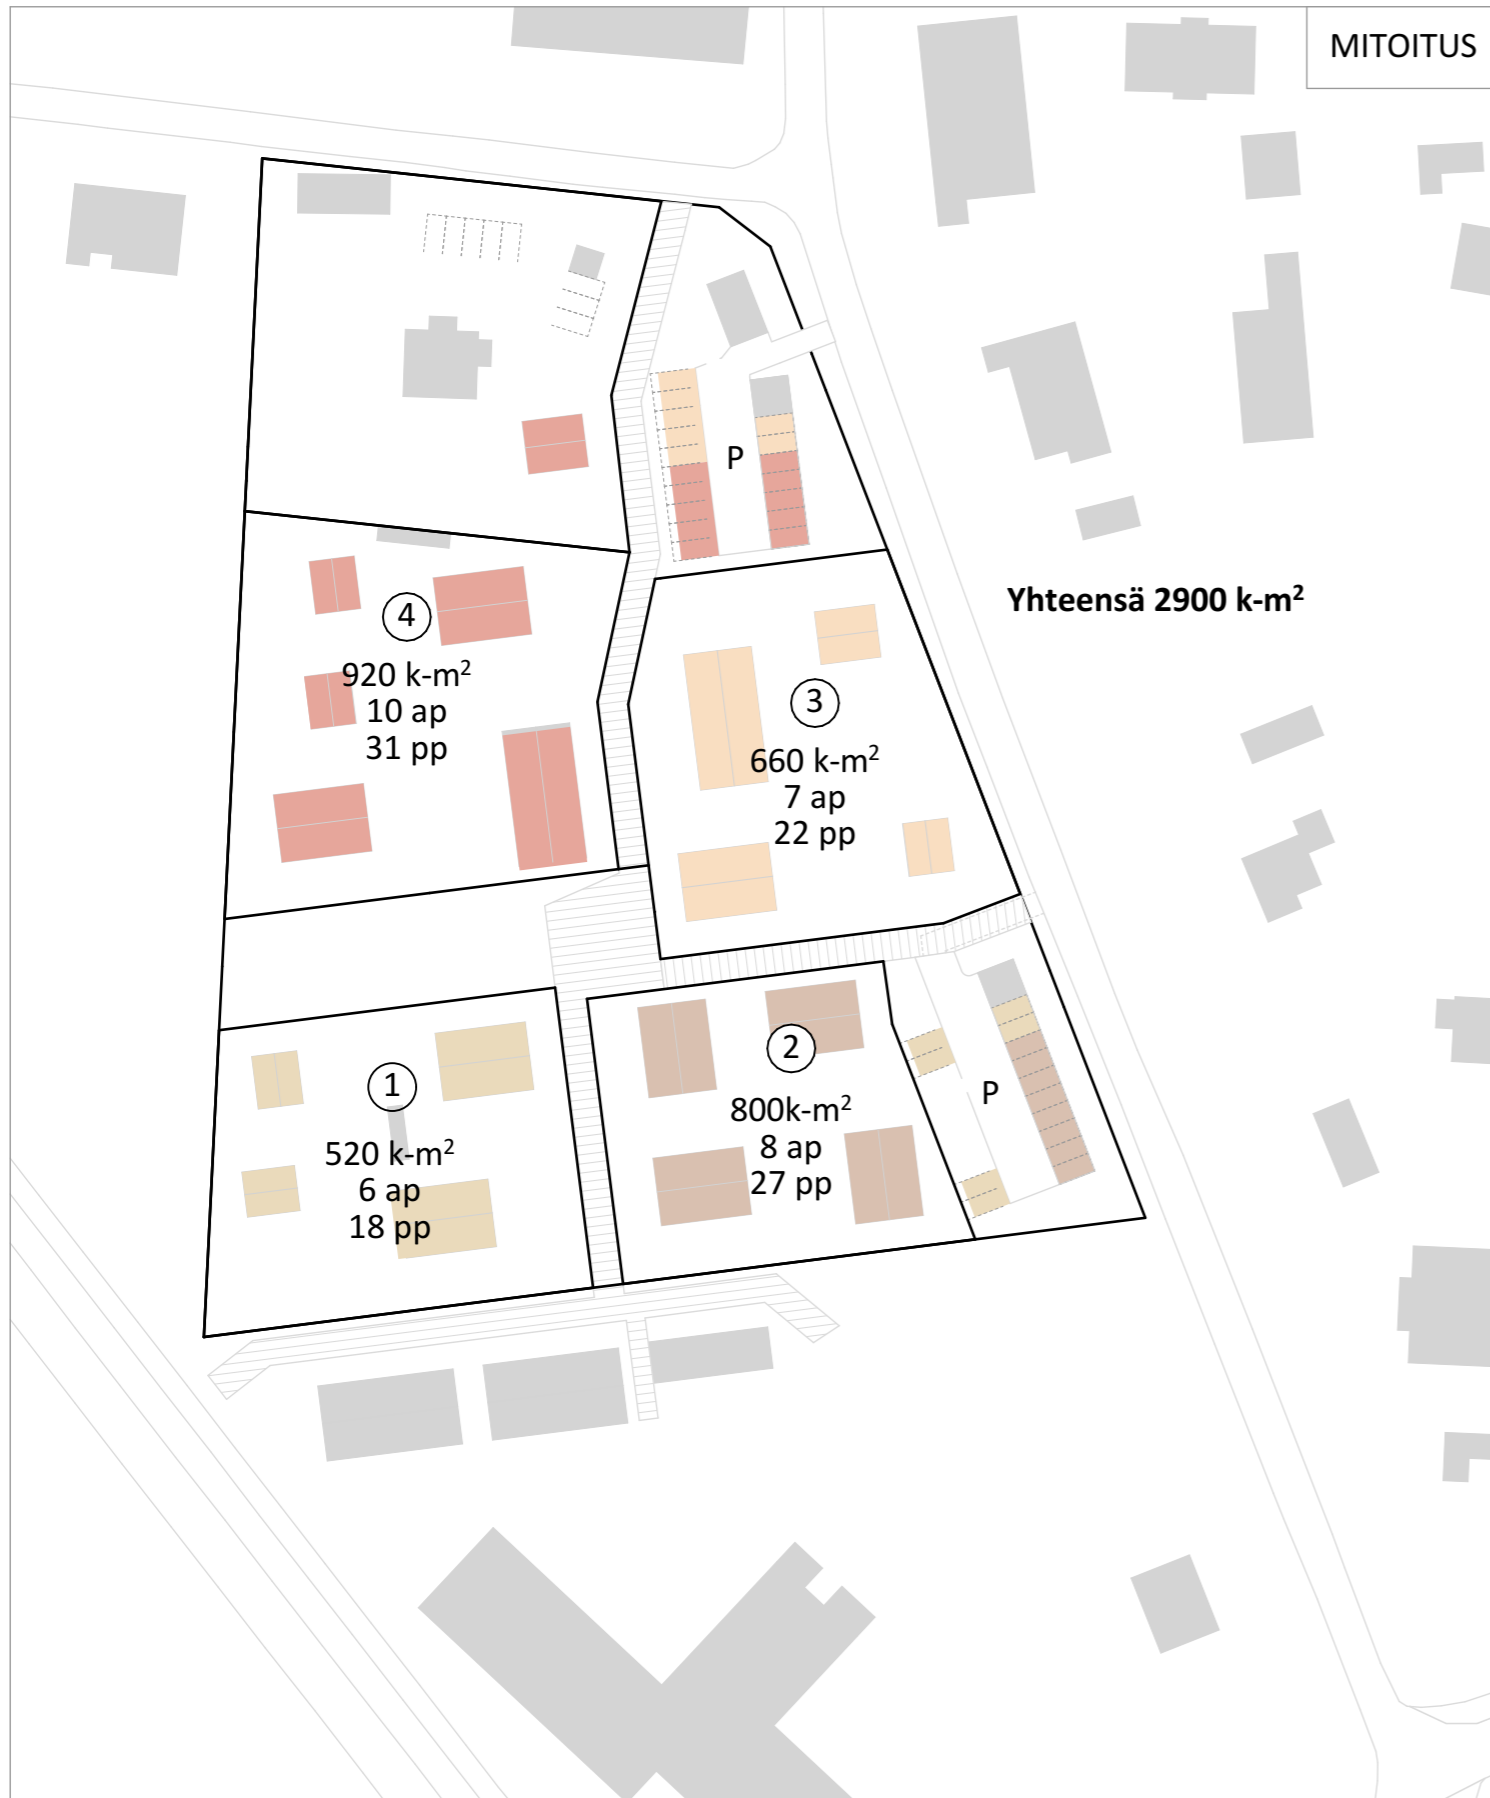 MITOITUS
P
Yhteensä 2900 k-m²
4
920 k-m²
10 ap
31 pp
3
660 k-m²
7 ap
22 pp
1
520 k-m²
6 ap
18 pp
2
800k-m²
8 ap
27 pp
P